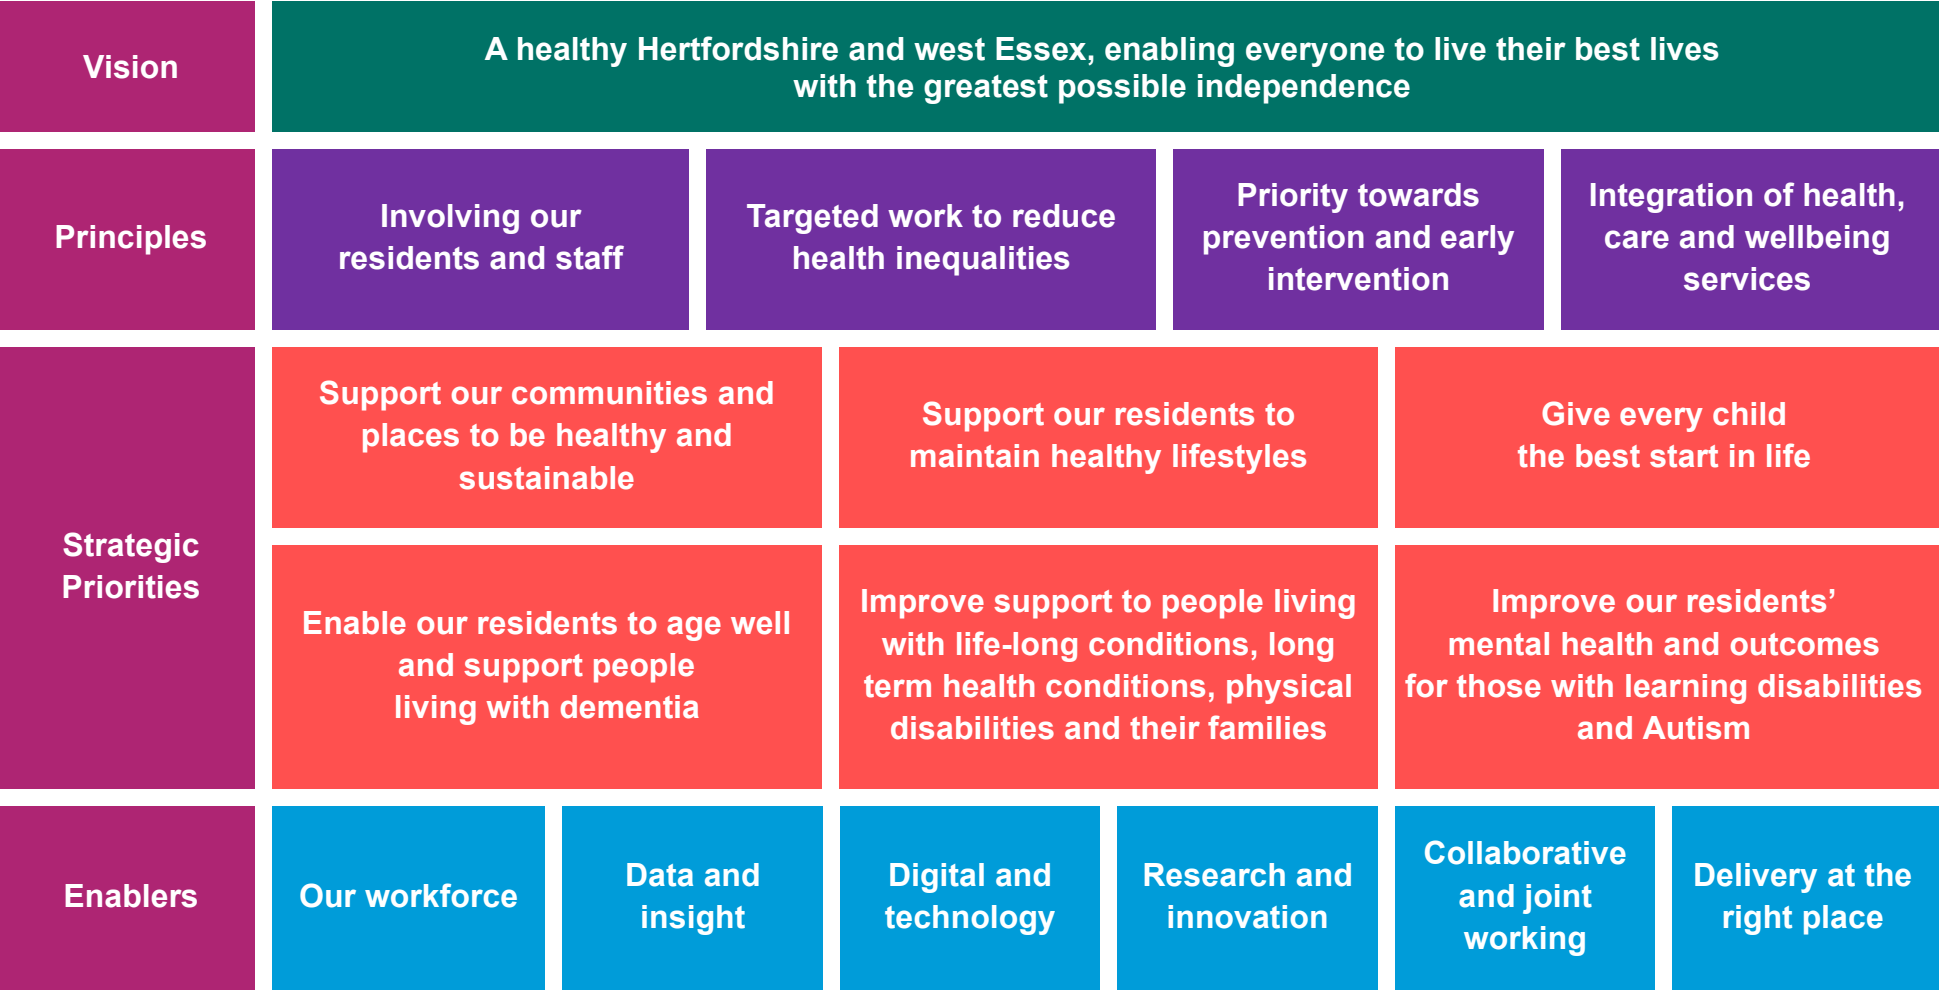 Vision
A healthy Hertfordshire and west Essex, enabling everyone to live their best lives
with the greatest possible independence
Principles
Involving our
residents and staff
Targeted work to reduce
health inequalities
Priority towards
prevention and early
intervention
Integration of health,
care and wellbeing
services
Strategic
Priorities
Support our communities and
places to be healthy and
sustainable
Support our residents to
maintain healthy lifestyles
Give every child
the best start in life
Enable our residents to age well
and support people
living with dementia
Improve support to people living
with life-long conditions, long
term health conditions, physical
disabilities and their families
Improve our residents’
mental health and outcomes
for those with learning disabilities
and Autism
Enablers
Our workforce
Data and
insight
Digital and
technology
Research and
innovation
Collaborative
and joint
working
Delivery at the
right place